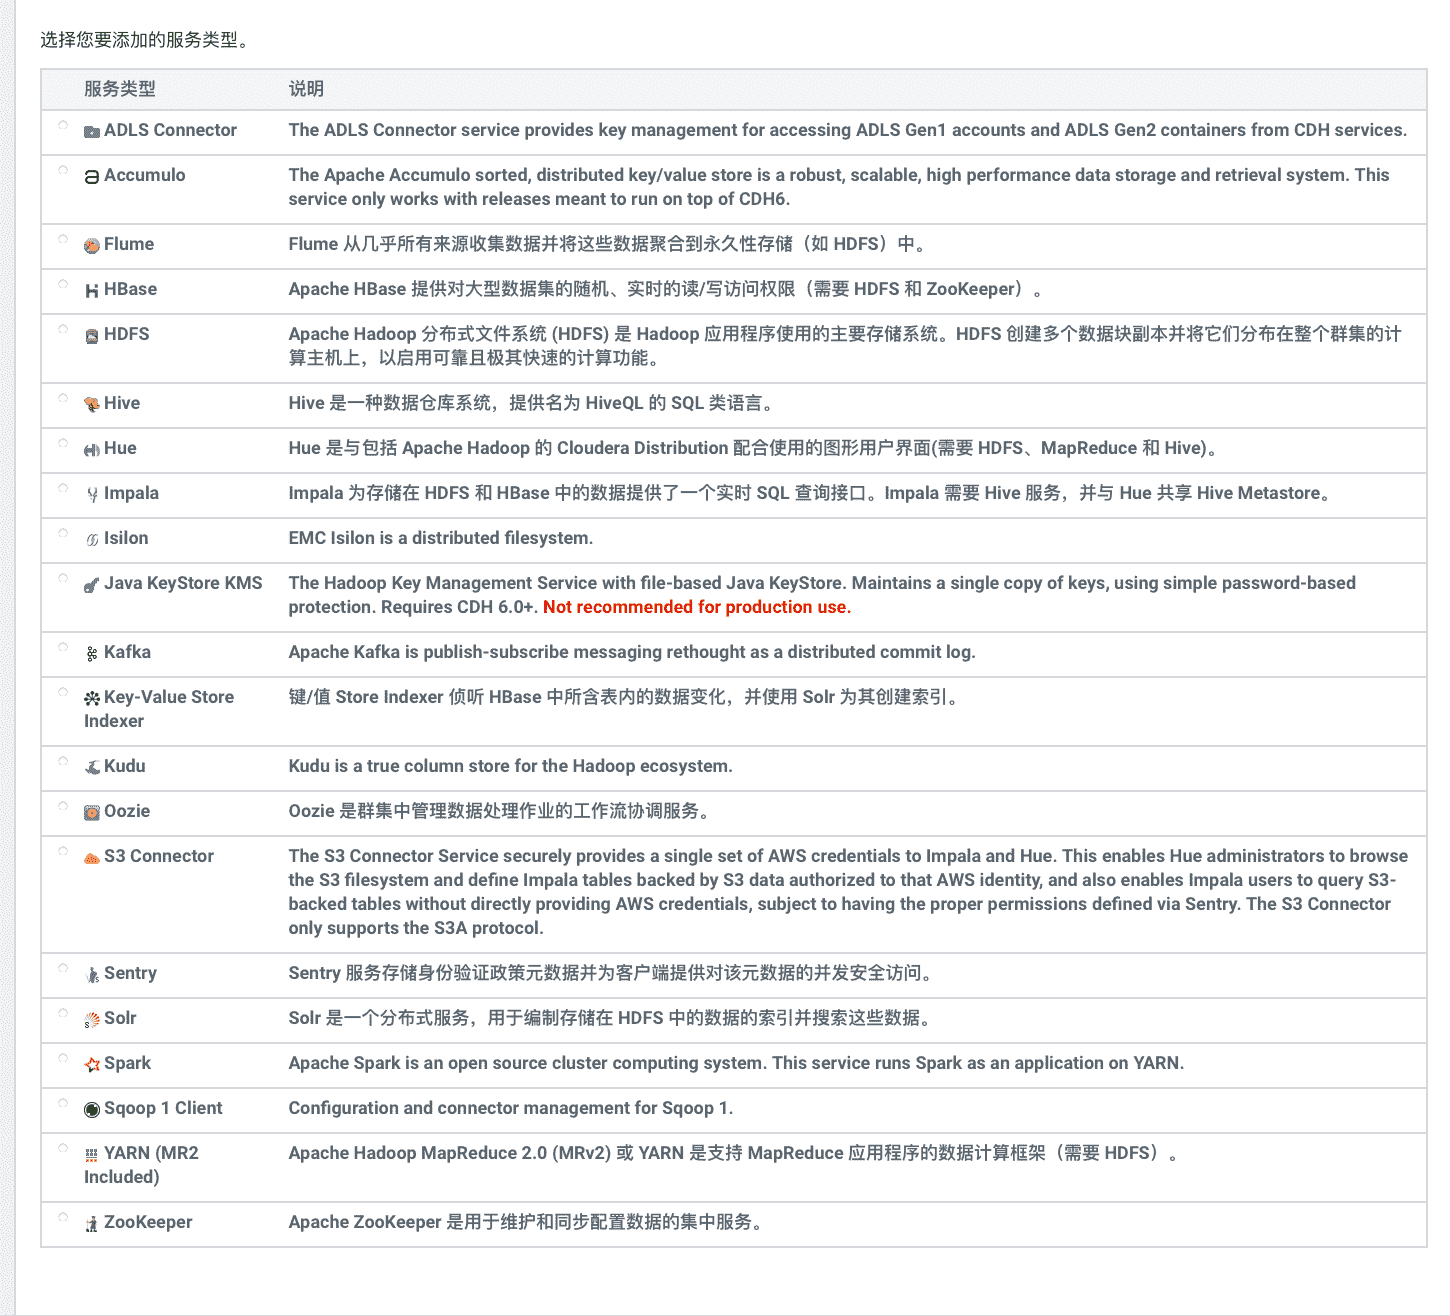 选择您要添加的服务类型。
服务类型 说明
ADLS Connector The ADLS Connector service provides key management for accessing ADLS Gen1 accounts and ADLS Gen2 containers from CDH services.
Accumulo The Apache Accumulo sorted, distributed key/value store is a robust, scalable, high performance data storage and retrieval system. This
service only works with releases meant to run on top of CDH6.
Flume Flume 从几乎所有来源收集数据并将这些数据聚合到永久性存储（如 HDFS）中。
HBase Apache HBase 提供对大型数据集的随机、实时的读/写访问权限（需要 HDFS 和 ZooKeeper）。
HDFS Apache Hadoop 分布式文件系统 (HDFS) 是 Hadoop 应用程序使用的主要存储系统。HDFS 创建多个数据块副本并将它们分布在整个群集的计
算主机上，以启用可靠且极其快速的计算功能。
Hive Hive 是一种数据仓库系统，提供名为 HiveQL 的 SQL 类语言。
Hue Hue 是与包括 Apache Hadoop 的 Cloudera Distribution 配合使用的图形用户界面(需要 HDFS、MapReduce 和 Hive)。
Impala Impala 为存储在 HDFS 和 HBase 中的数据提供了一个实时 SQL 查询接口。Impala 需要 Hive 服务，并与 Hue 共享 Hive Metastore。
Isilon EMC Isilon is a distributed filesystem.
Java KeyStore KMS The Hadoop Key Management Service with file-based Java KeyStore. Maintains a single copy of keys, using simple password-based
protection. Requires CDH 6.0+. Not recommended for production use.
Kafka Apache Kafka is publish-subscribe messaging rethought as a distributed commit log.
Key-Value Store 键/值 Store Indexer 侦听 HBase 中所含表内的数据变化，并使用 Solr 为其创建索引。
Indexer
Kudu Kudu is a true column store for the Hadoop ecosystem.
Oozie Oozie 是群集中管理数据处理作业的工作流协调服务。
S3 Connector The S3 Connector Service securely provides a single set of AWS credentials to Impala and Hue. This enables Hue administrators to browse
the S3 filesystem and define Impala tables backed by S3 data authorized to that AWS identity, and also enables Impala users to query S3-
backed tables without directly providing AWS credentials, subject to having the proper permissions defined via Sentry. The S3 Connector
only supports the S3A protocol.
Sentry Sentry 服务存储身份验证政策元数据并为客户端提供对该元数据的并发安全访问。
Solr Solr 是一个分布式服务，用于编制存储在 HDFS 中的数据的索引并搜索这些数据。
Spark Apache Spark is an open source cluster computing system. This service runs Spark as an application on YARN.
Sqoop 1 Client Configuration and connector management for Sqoop 1.
YARN (MR2 Apache Hadoop MapReduce 2.0 (MRv2) 或 YARN 是支持 MapReduce 应用程序的数据计算框架（需要 HDFS）。
Included)
ZooKeeper Apache ZooKeeper 是用于维护和同步配置数据的集中服务。